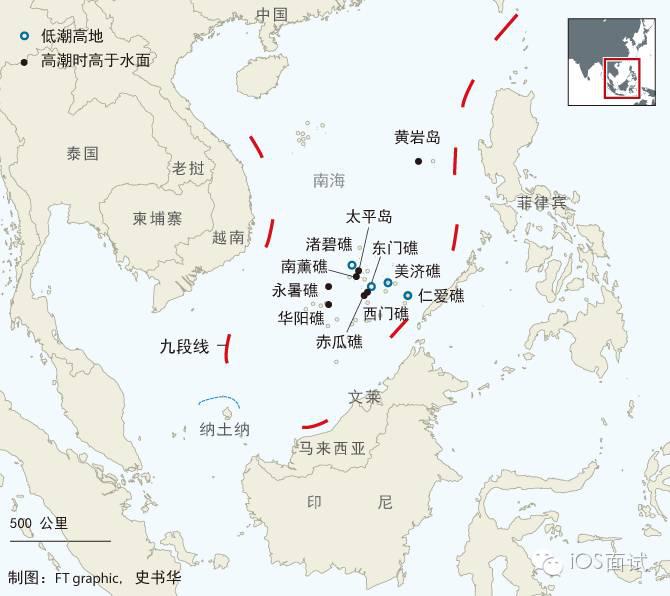 低潮高地
高潮时高于水面
中国
泰国
老挝
柬埔寨
越南
南海
黄岩岛
菲律宾
太平岛
渚碧礁
东门礁
南薰礁
美济礁
永暑礁
仁爱礁
华阳礁
西门礁
赤瓜礁
九段线
文莱
纳土纳
马来西亚
印 尼
500 公里
制图：FT graphic, 史书华
iOS面试